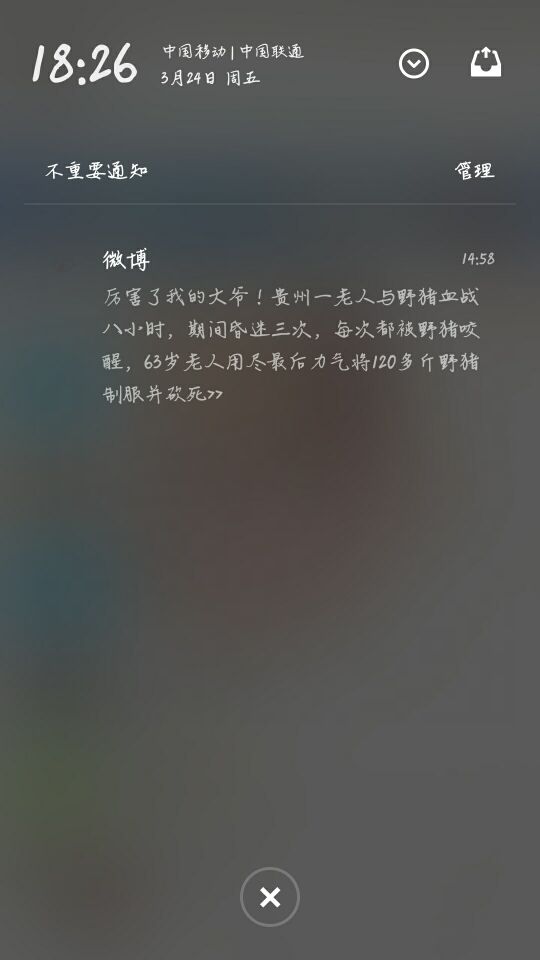 18:26
中国移动 | 中国联通
3月24日 周五
不重要通知 管理
微博 14:58
厉害了我的大爷！贵州一老人与野猪血战
八小时，期间昏迷三次，每次都被野猪咬
醒，63岁老人用尽最后力气将120多斤野猪
制服并砍死>>